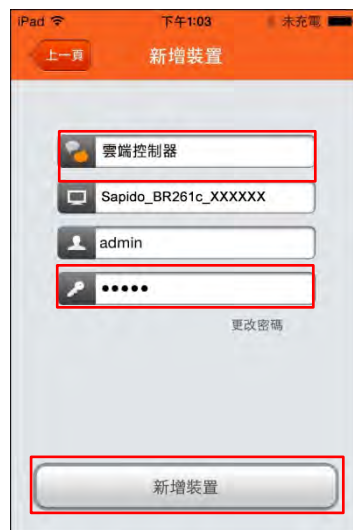 iPad 下午1:03 未充電
上一頁 新增裝置
雲端控制器
Sapido_BR261c_XXXXXX
admin
•••••
更改密碼
新增裝置